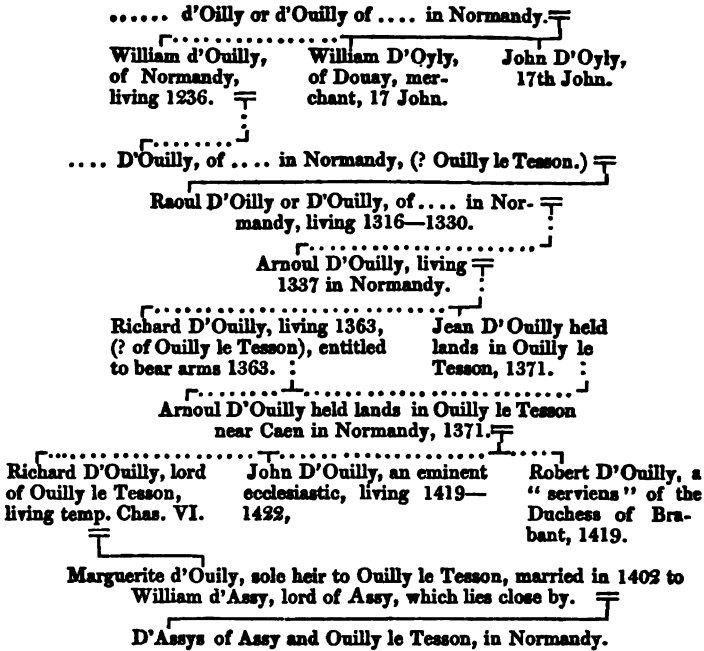 ...... d'Oilly or d'Ouilly of .... in Normandy.
William d'Ouilly,
of Normandy,
living 1236.
William D'Oyly,
of Douay, mer-
chant, 17 John.
John D'Oyly,
17th John.
.... D'Ouilly, of .... in Normandy, (? Ouilly le Tesson.)
Raoul D'Oilly or D'Ouilly, of .... in Nor-
mandy, living 1316—1330.
Arnoul D'Ouilly, living
1337 in Normandy.
Richard D'Ouilly, living 1363,
(? of Ouilly le Tesson), entitled
to bear arms 1363.
Jean D'Ouilly held
lands in Ouilly le
Tesson, 1371.
Arnoul D'Ouilly held lands in Ouilly le Tesson
near Caen in Normandy, 1371.
Richard D'Ouilly, lord
of Ouilly le Tesson,
living temp. Chas. VI.
John D'Ouilly, an eminent
ecclesiastic, living 1419—
1422,
Robert D'Ouilly, a
"serviens" of the
Duchess of Bra-
bant, 1419.
Marguerite d'Ouily, sole heir to Ouilly le Tesson, married in 1402 to
William d'Assy, lord of Assy, which lies close by.
D'Assys of Assy and Ouilly le Tesson, in Normandy.